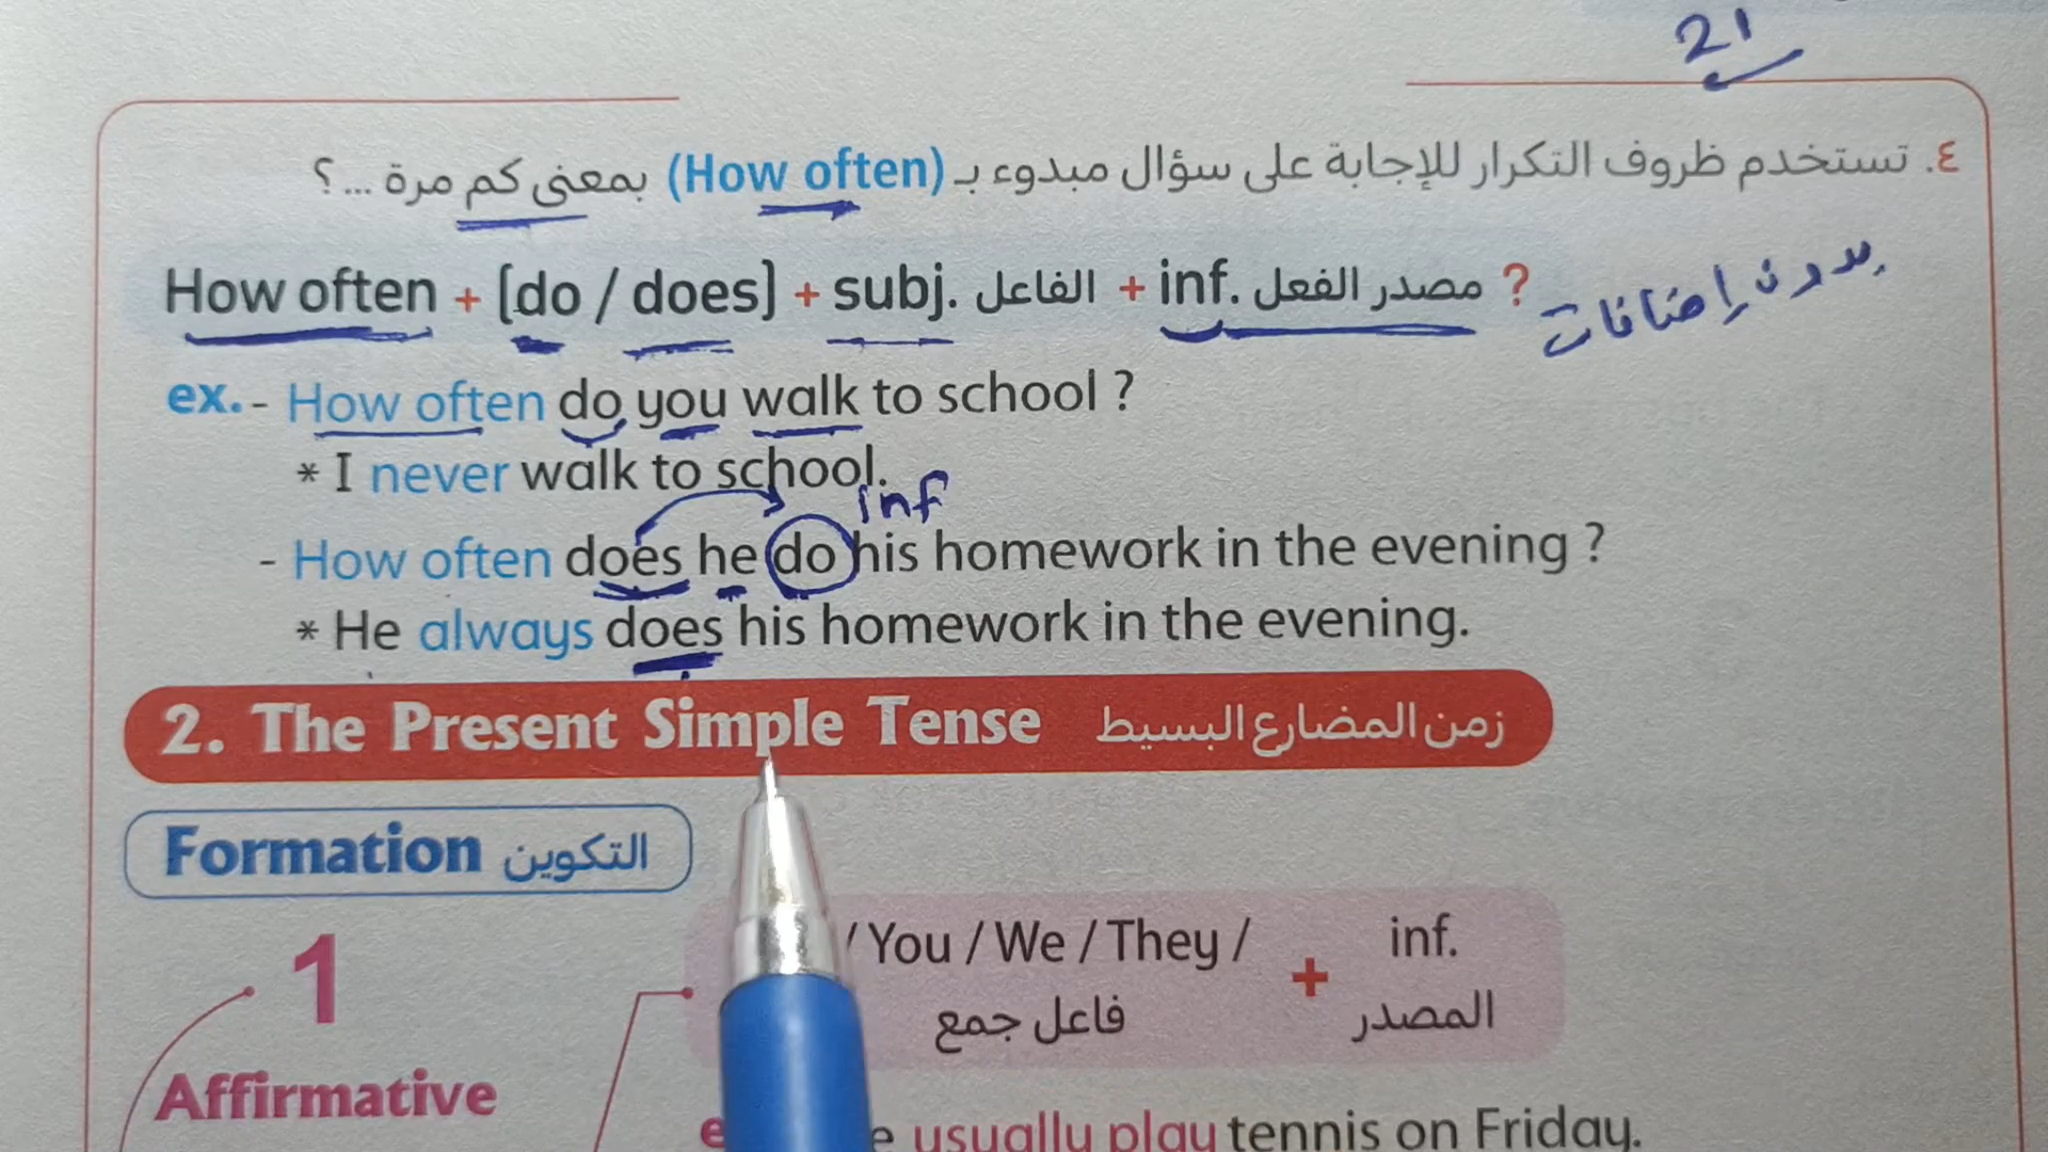 21
٤. تستخدم ظروف التكرار للإجابة على سؤال مبدوء بـ (How often) بمعنى كم مرة ... ؟
How often + [do / does] + subj. الفاعل + inf. مصدر الفعل ?
بدون إضافات
ex. - How often do you walk to school ?
* I never walk to school.
inf
- How often does he do his homework in the evening ?
* He always does his homework in the evening.
2. The Present Simple Tense زمن المضارع البسيط
Formation التكوين
1
Affirmative
/ You / We / They /
فاعل جمع
+
inf.
المصدر
usually play tennis on Friday.